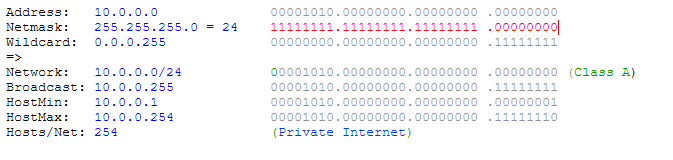 Address: 10.0.0.0 00001010.00000000.00000000 .00000000
Netmask: 255.255.255.0 = 24 11111111.11111111.11111111 .00000000
Wildcard: 0.0.0.255 00000000.00000000.00000000 .11111111
=>
Network: 10.0.0.0/24 00001010.00000000.00000000 .00000000 (Class A)
Broadcast: 10.0.0.255 00001010.00000000.00000000 .11111111
HostMin: 10.0.0.1 00001010.00000000.00000000 .00000001
HostMax: 10.0.0.254 00001010.00000000.00000000 .11111110
Hosts/Net: 254 (Private Internet)